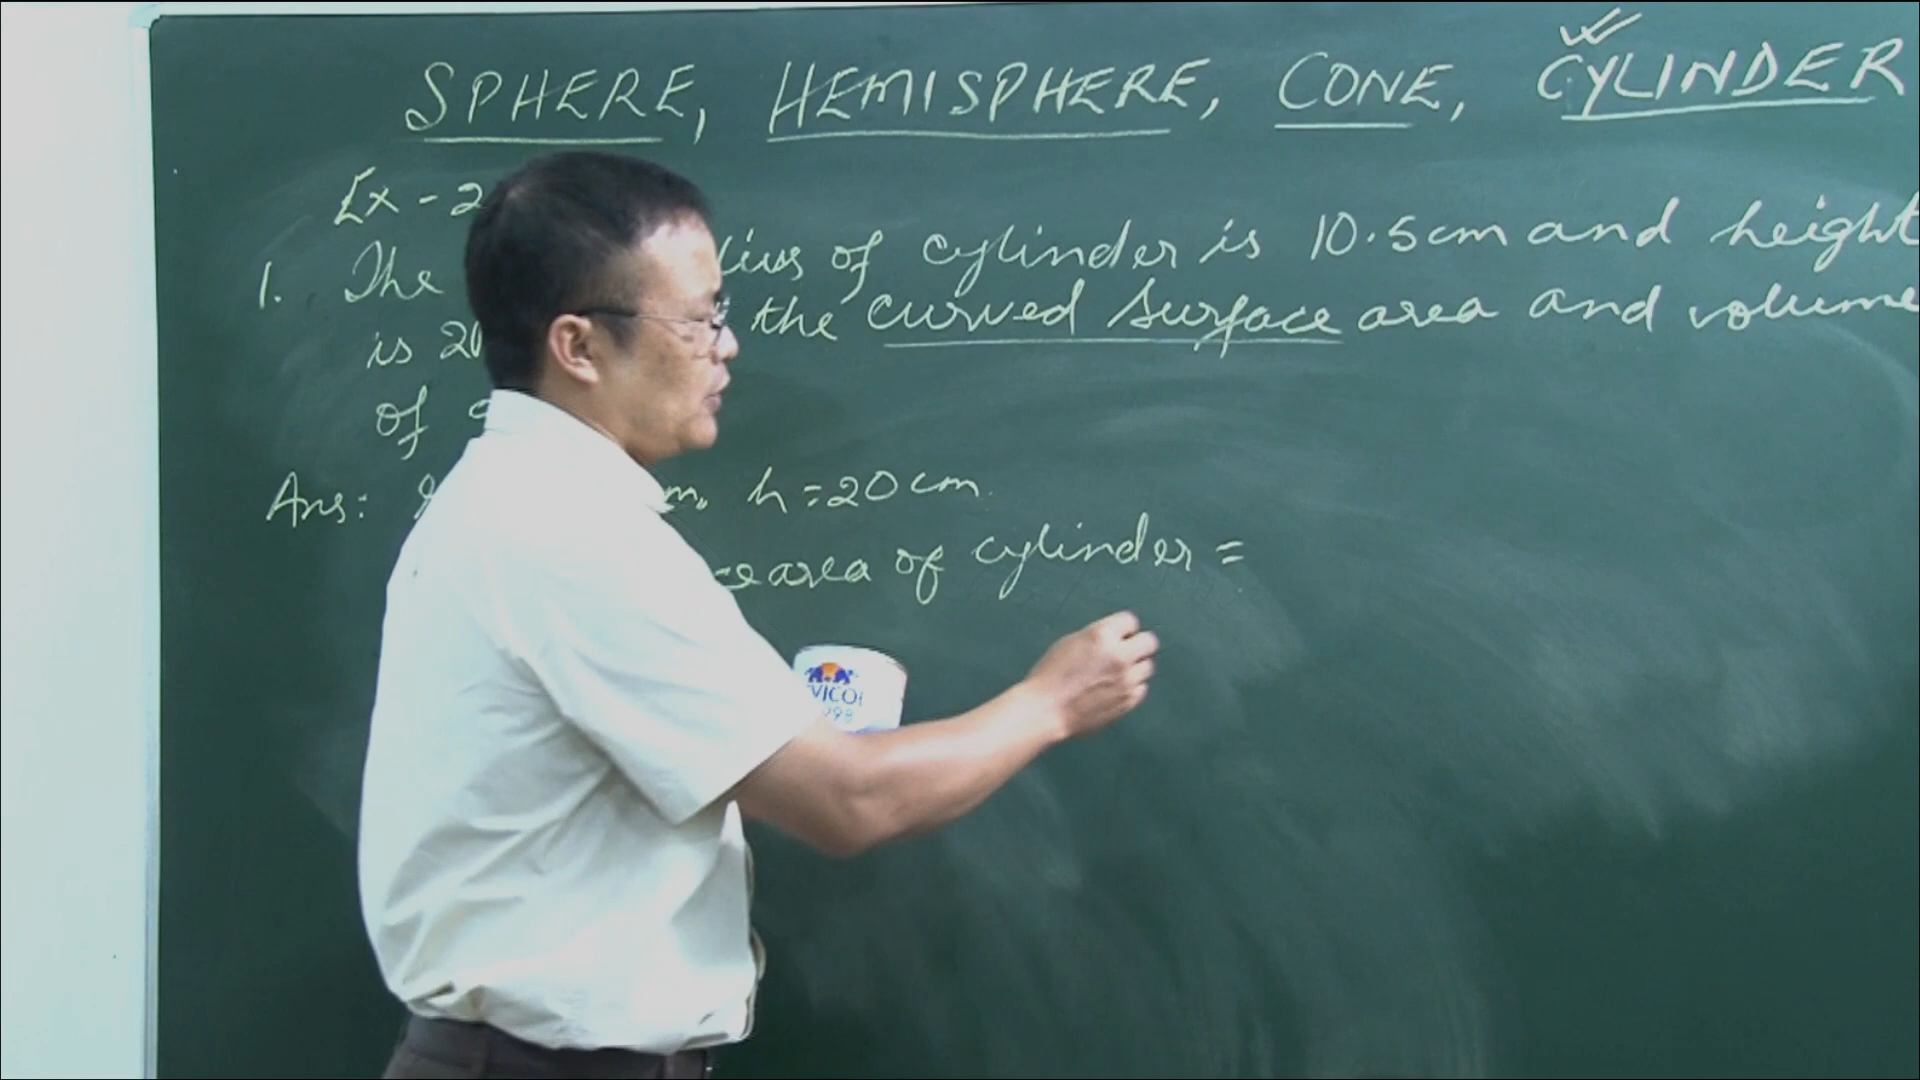 SPHERE, HEMISPHERE, CONE, CYLINDER
Ex - 2
1. The of cylinder is 10.5cm and height
is 20 the curved surface area and volume
of
Ans: h = 20 cm.
area of cylinder =